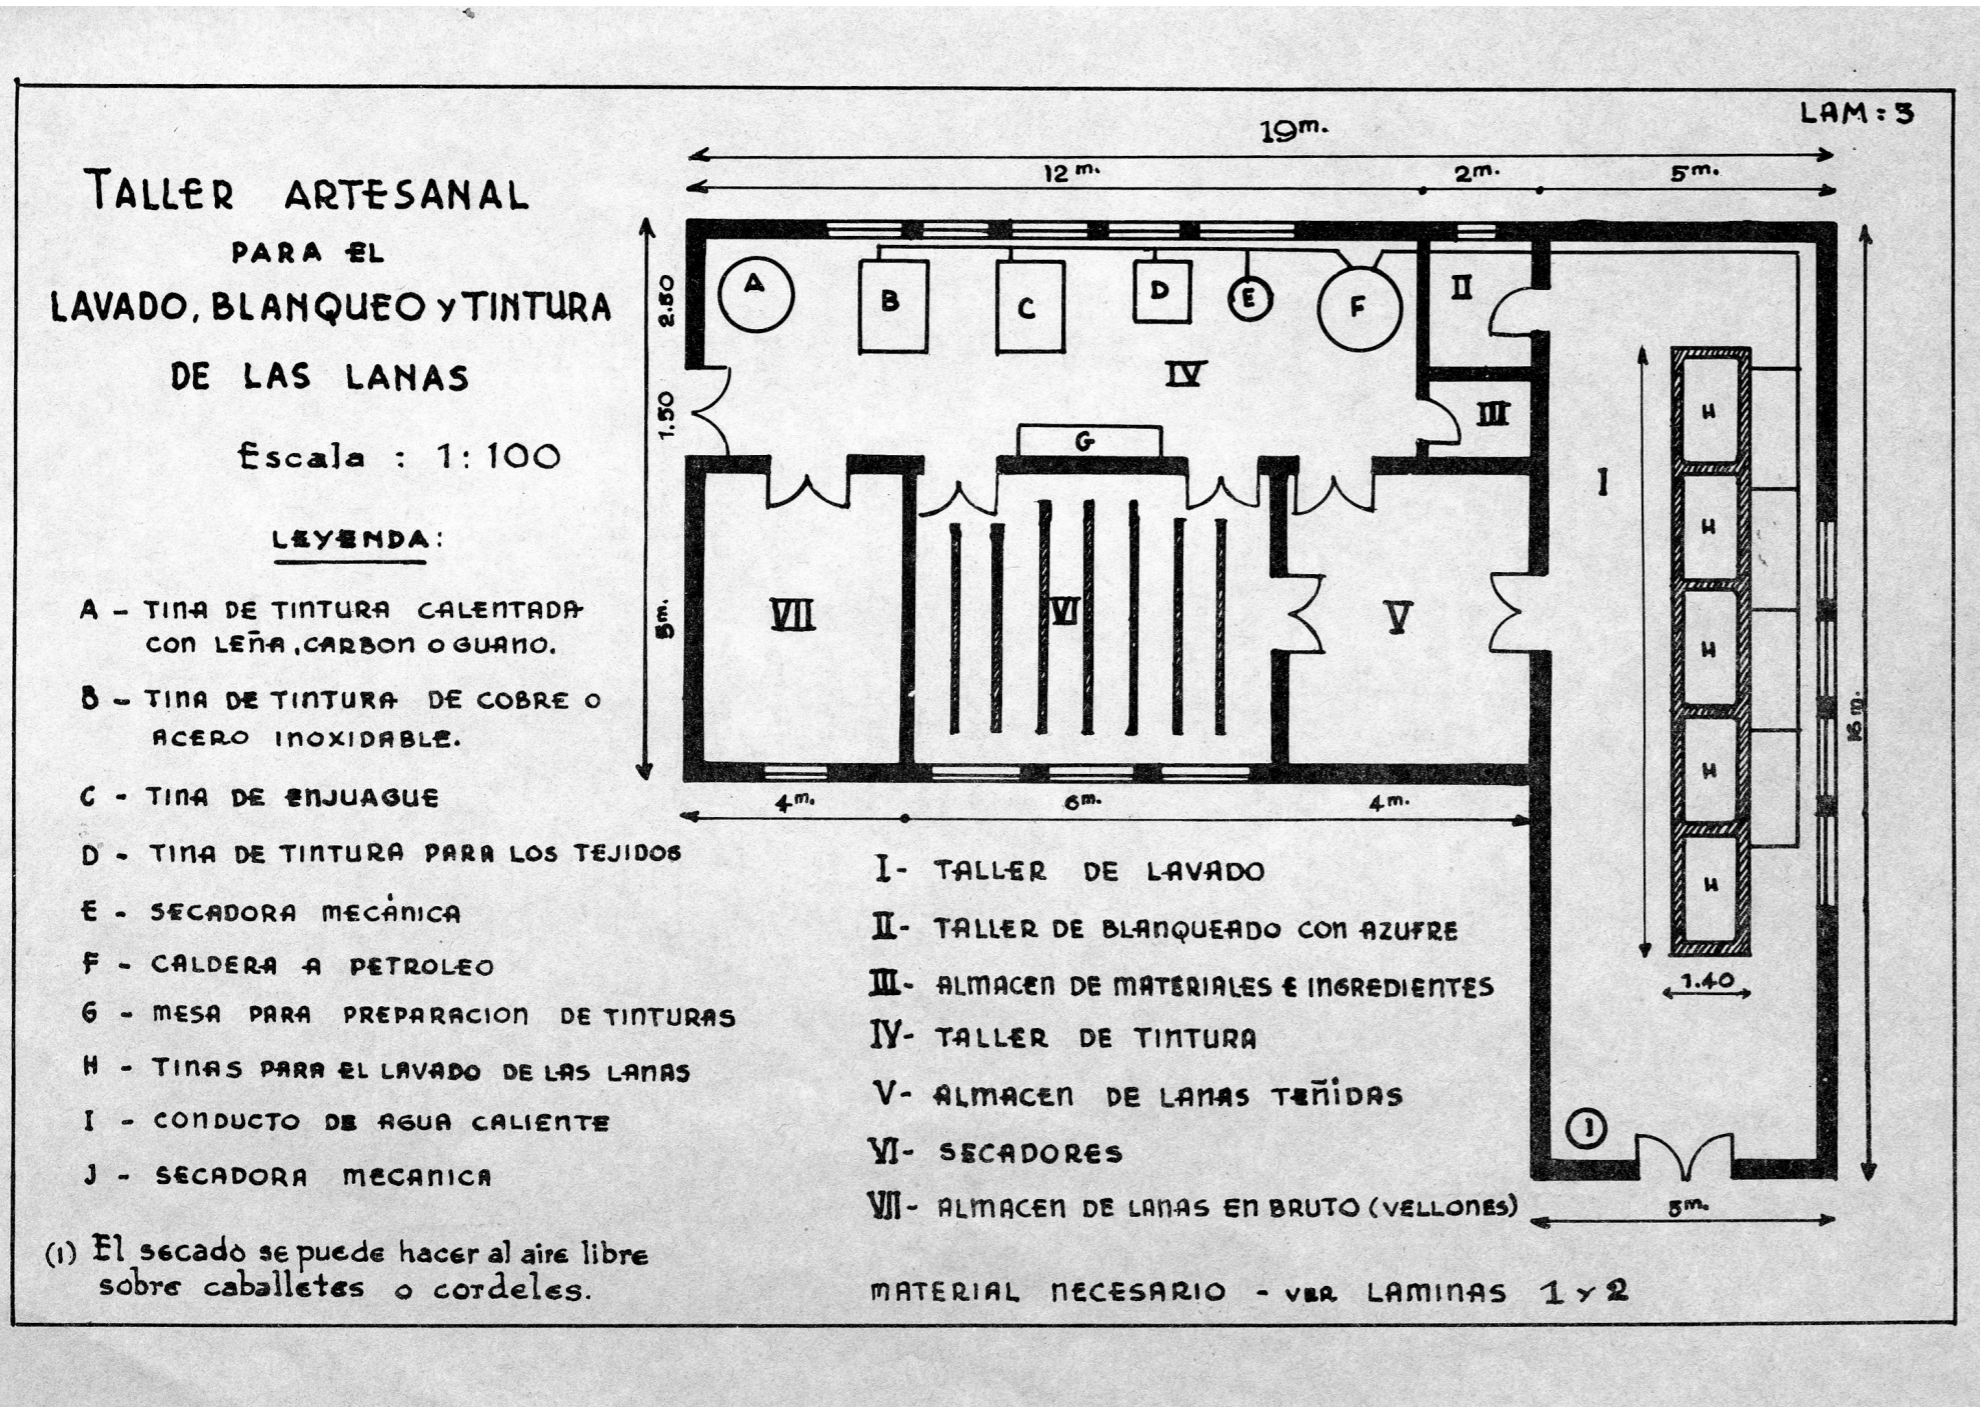 LAM: 3
TALLER ARTESANAL
PARA EL
LAVADO, BLANQUEO y TINTURA
DE LAS LANAS
Escala : 1:100
LEYENDA:
A - TINA DE TINTURA CALENTADA
CON LEÑA, CARBON O GUANO.
B - TINA DE TINTURA DE COBRE O
ACERO INOXIDABLE.
C - TINA DE ENJUAGUE
D - TINA DE TINTURA PARA LOS TEJIDOS
E - SECADORA MECÁNICA
F - CALDERA A PETROLEO
G - MESA PARA PREPARACION DE TINTURAS
H - TINAS PARA EL LAVADO DE LAS LANAS
I - CONDUCTO DE AGUA CALIENTE
J - SECADORA MECANICA
(1) El secado se puede hacer al aire libre
sobre caballetes o cordeles.
19m.
12m. 2m. 5m.
2.50
1.50
5m.
A B C D E F
G
II
III
IV
I
VII VI V
H
H
H
H
H
16m.
1.40
4m. 6m. 4m.
I
5m.
I- TALLER DE LAVADO
II- TALLER DE BLANQUEADO CON AZUFRE
III- ALMACEN DE MATERIALES E INGREDIENTES
IV- TALLER DE TINTURA
V- ALMACEN DE LANAS TEÑIDAS
VI- SECADORES
VII- ALMACEN DE LANAS EN BRUTO (VELLONES)
MATERIAL NECESARIO - VER LAMINAS 1 Y 2